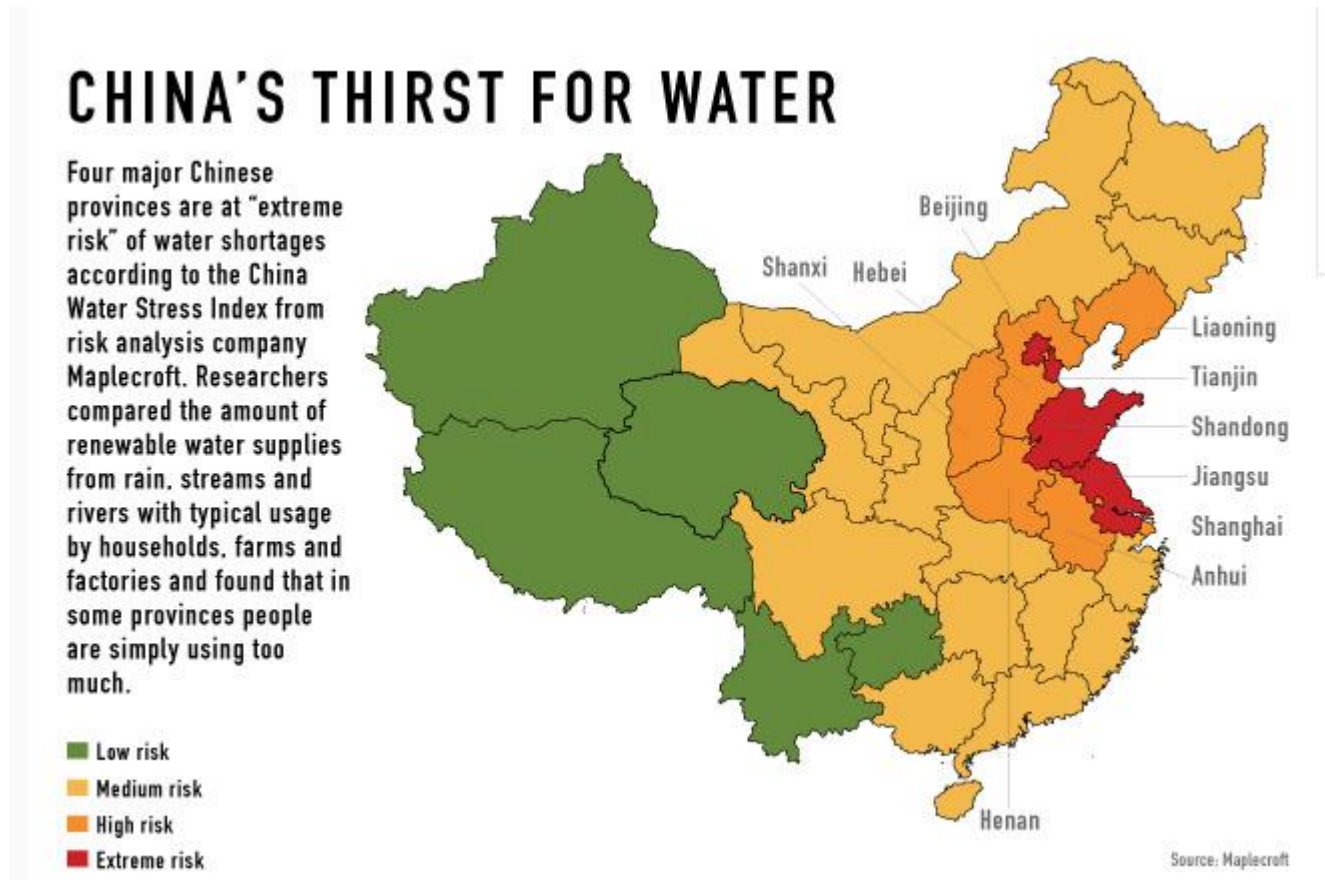 CHINA'S THIRST FOR WATER
Four major Chinese
provinces are at “extreme
risk” of water shortages
according to the China
Water Stress Index from
risk analysis company
Maplecroft. Researchers
compared the amount of
renewable water supplies
from rain, streams and
rivers with typical usage
by households, farms and
factories and found that in
some provinces people
are simply using too
much.
Low risk
Medium risk
High risk
Extreme risk
Beijing
Shanxi
Hebei
Liaoning
Tianjin
Shandong
Jiangsu
Shanghai
Anhui
Henan
Source: Maplecroft